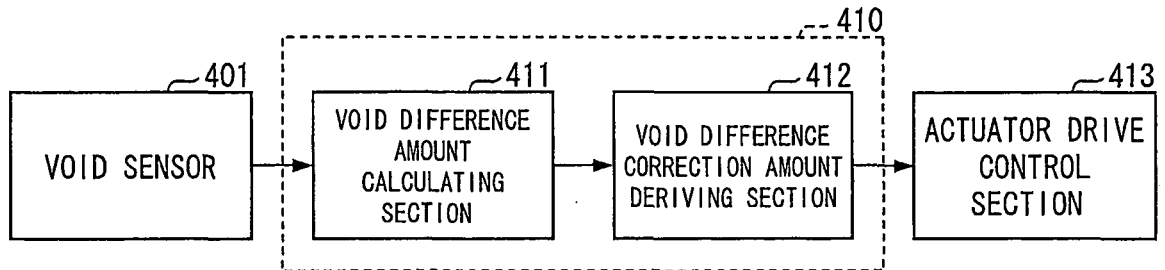 410
401
VOID SENSOR
411
VOID DIFFERENCE
AMOUNT
CALCULATING
SECTION
412
VOID DIFFERENCE
CORRECTION AMOUNT
DERIVING SECTION
413
ACTUATOR DRIVE
CONTROL
SECTION